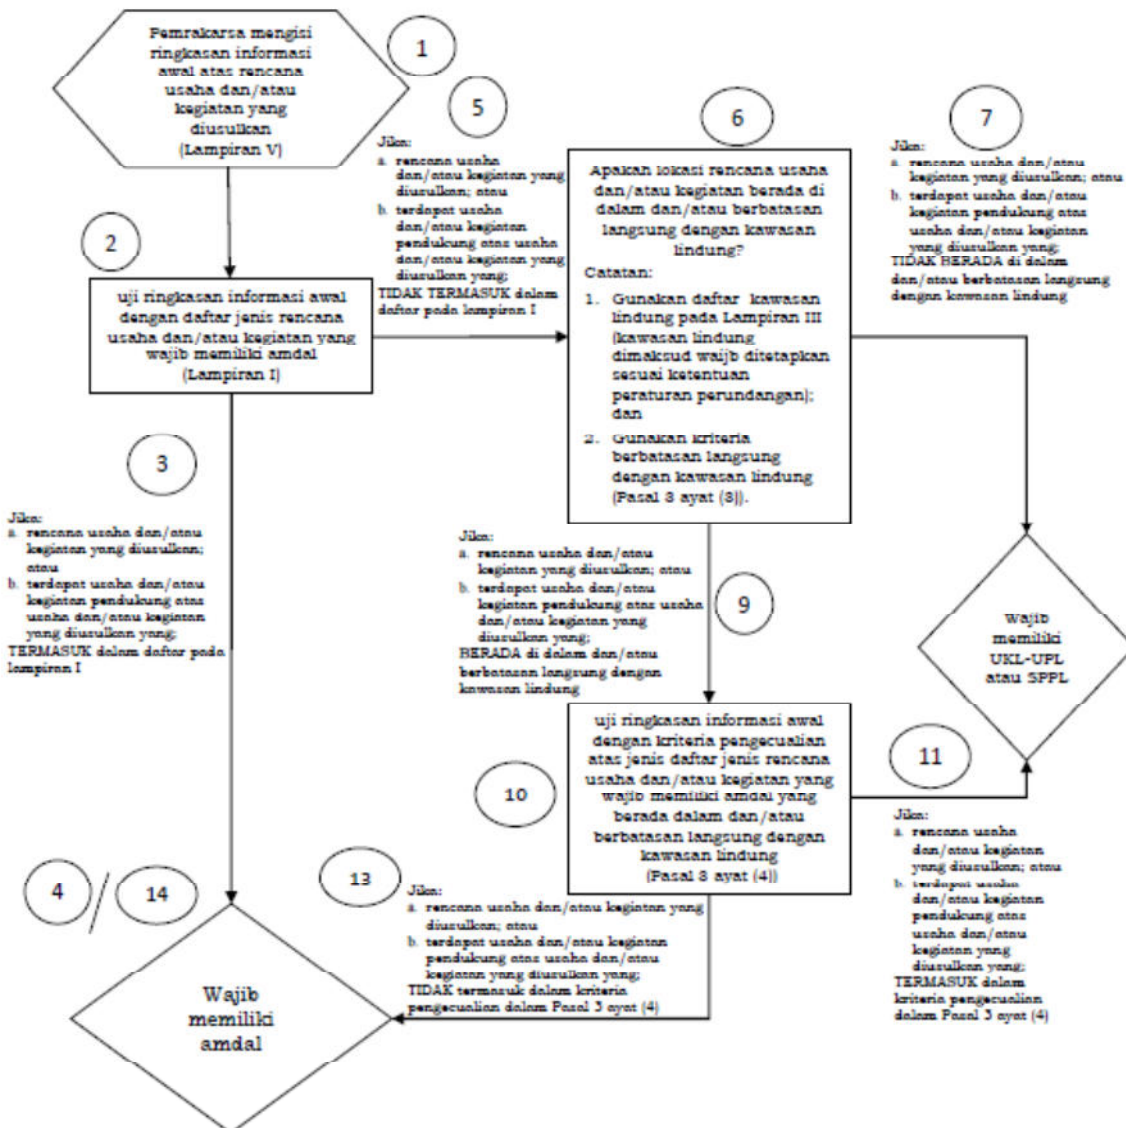 Pemrakarsa mengisi
ringkasan informasi
awal atas rencana
usaha dan/atau
kegiatan yang
diusulkan
(Lampiran V)
1
2
uji ringkasan informasi awal
dengan daftar jenis rencana
usaha dan/atau kegiatan yang
wajib memiliki amdal
(Lampiran I)
3
Jika:
a. rencana usaha dan/atau
kegiatan yang diusulkan;
atau
b. terdapat usaha dan/atau
kegiatan pendukung atas
usaha dan/atau kegiatan
yang diusulkan yang;
TERMASUK dalam daftar pada
lampiran I
4
/
14
Wajib
memiliki
amdal
5
Jika:
a. rencana usaha
dan/atau kegiatan yang
diusulkan; atau
b. terdapat usaha
dan/atau kegiatan
pendukung atas usaha
dan/atau kegiatan yang
diusulkan yang;
TIDAK TERMASUK dalam
daftar pada lampiran I
6
Apakah lokasi rencana usaha
dan/atau kegiatan berada di
dalam dan/atau berbatasan
langsung dengan kawasan
lindung?
Catatan:
1. Gunakan daftar kawasan
lindung pada Lampiran III
(kawasan lindung
dimaksud waijb ditetapkan
sesuai ketentuan
peraturan perundangan);
dan
2. Gunakan kriteria
berbatasan langsung
dengan kawasan lindung
(Pasal 3 ayat (3)).
7
Jika:
a. rencana usaha dan/atau
kegiatan yang diusulkan; atau
b. terdapat usaha dan/atau
kegiatan pendukung atas
usaha dan/atau kegiatan
yang diusulkan yang;
TIDAK BERADA di dalam
dan/atau berbatasan langsung
dengan kawasan lindung
wajib
memiliki
UKL-UPL
atau SPPL
Jika:
a. rencana usaha dan/atau
kegiatan yang diusulkan; atau
b. terdapat usaha dan/atau
kegiatan pendukung atas usaha
dan/atau kegiatan yang
diusulkan yang;
BERADA di dalam dan/atau
berbatasan langsung dengan
kawasan lindung
9
10
uji ringkasan informasi awal
dengan kriteria pengecualian
atas jenis daftar jenis rencana
usaha dan/atau kegiatan yang
wajib memiliki amdal yang
berada dalam dan/atau
berbatasan langsung dengan
kawasan lindung
(Pasal 3 ayat (4))
11
Jika:
a. rencana usaha
dan/atau kegiatan
yang diusulkan; atau
b. terdapat usaha
dan/atau kegiatan
pendukung atas
usaha dan/atau
kegiatan yang
diusulkan yang;
TERMASUK dalam
kriteria pengecualian
dalam Pasal 3 ayat (4)
13
Jika:
a. rencana usaha dan/atau kegiatan yang
diusulkan; atau
b. terdapat usaha dan/atau kegiatan
pendukung atas usaha dan/atau
kegiatan yang diusulkan yang;
TIDAK termasuk dalam kriteria
pengecualian dalam Pasal 3 ayat (4)